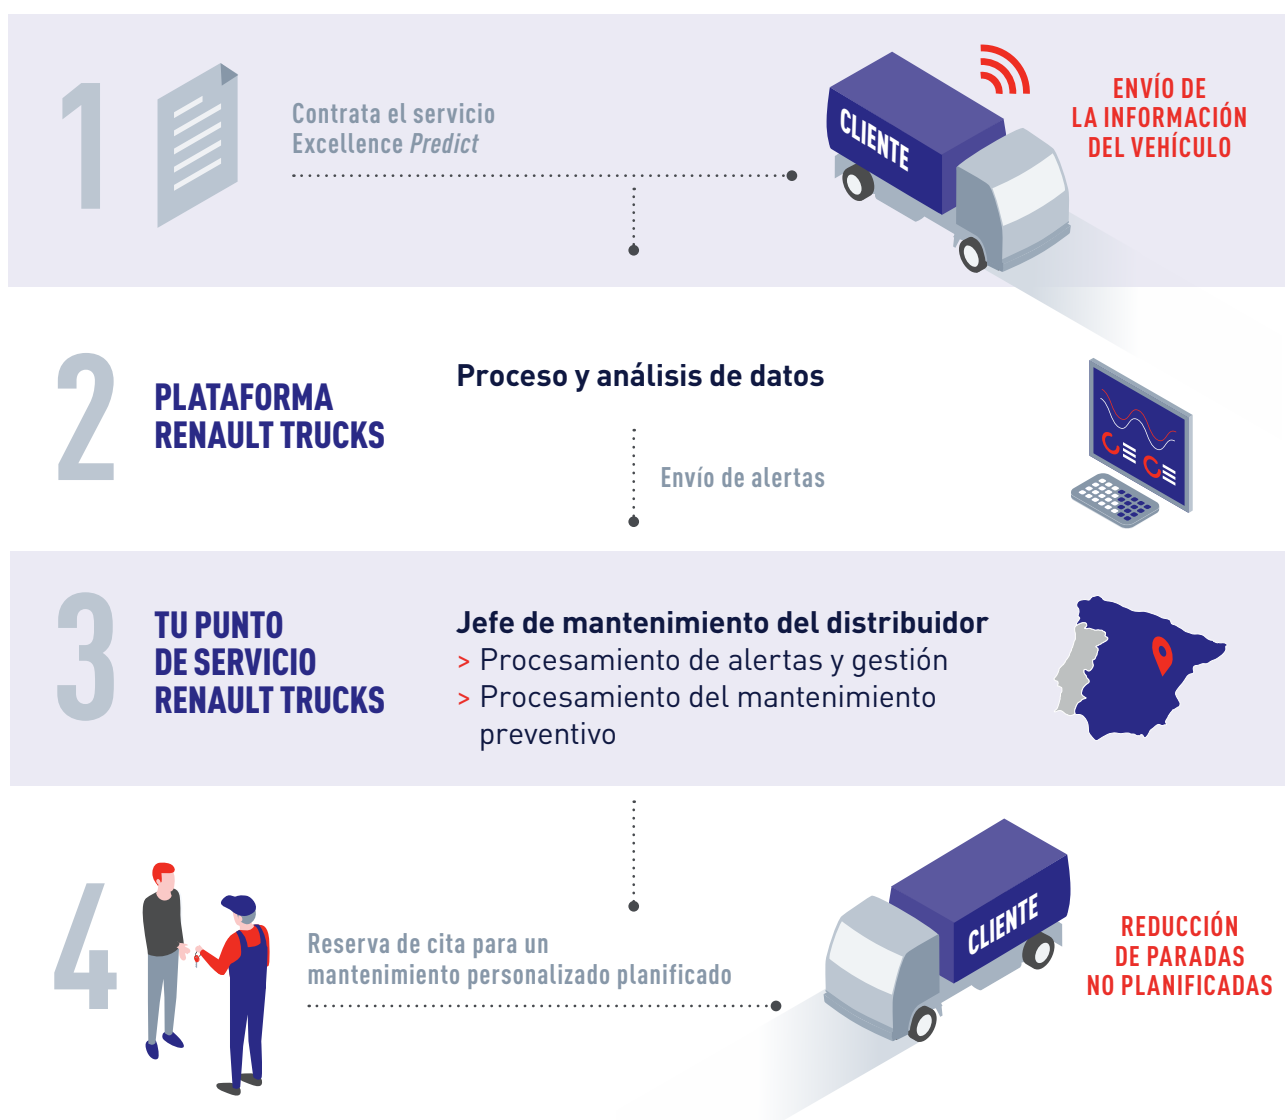 1
Contrata el servicio
Excellence Predict
CLIENTE
ENVÍO DE
LA INFORMACIÓN
DEL VEHÍCULO
2
PLATAFORMA
RENAULT TRUCKS
Proceso y análisis de datos
Envío de alertas
3
TU PUNTO
DE SERVICIO
RENAULT TRUCKS
Jefe de mantenimiento del distribuidor
> Procesamiento de alertas y gestión
> Procesamiento del mantenimiento
preventivo
4
Reserva de cita para un
mantenimiento personalizado planificado
CLIENTE
REDUCCIÓN
DE PARADAS
NO PLANIFICADAS